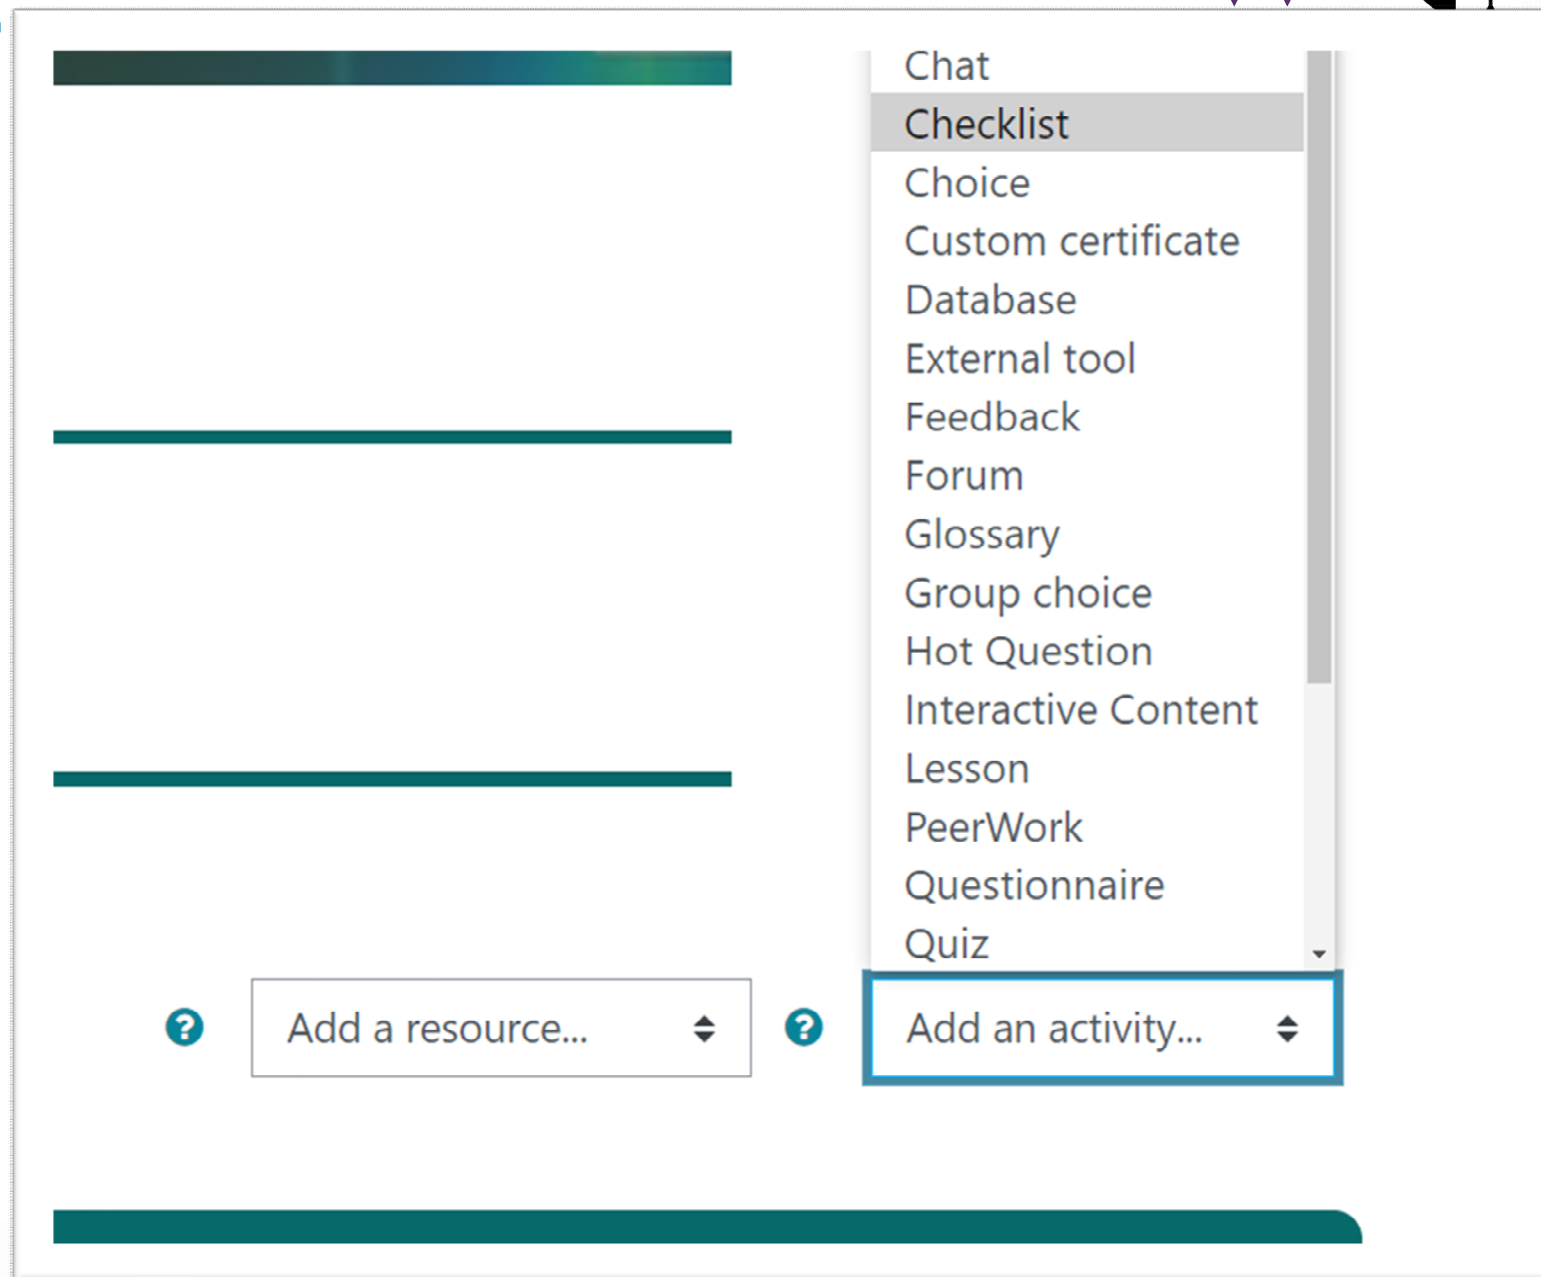 Chat
Checklist
Choice
Custom certificate
Database
External tool
Feedback
Forum
Glossary
Group choice
Hot Question
Interactive Content
Lesson
PeerWork
Questionnaire
Quiz
? Add a resource... ? Add an activity...